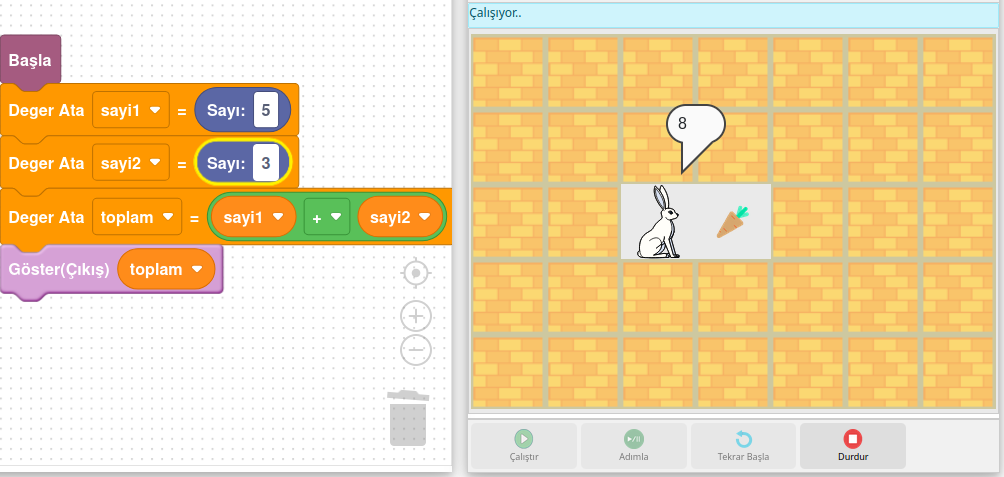 Çalışıyor..
Başla
Deger Ata sayi1 = Sayı: 5
Deger Ata sayi2 = Sayı: 3
Deger Ata toplam = sayi1 + sayi2
Göster(Çıkış) toplam
8
Çalıştır Adımla Tekrar Başla Durdur